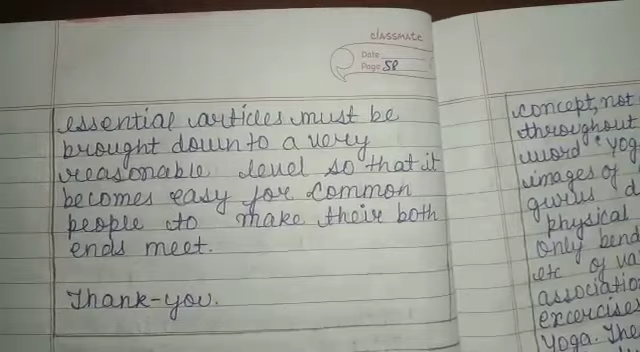 classmate
Date
Page 58
essential articles must be
brought down to a very
reasonable level so that it
becomes easy for common
people to make their both
ends meet.
Thank-you.
concept, not
throughout
word "yog
images of
gurus d
physical
only bend
etc of va
association
excercises
yoga. The